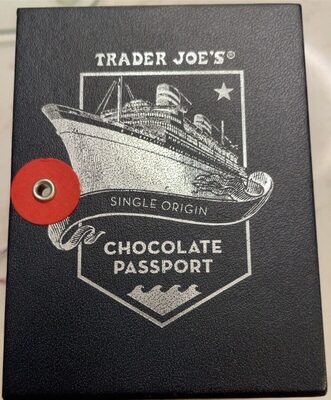 TRADER JOE'S®
SINGLE ORIGIN
CHOCOLATE
PASSPORT